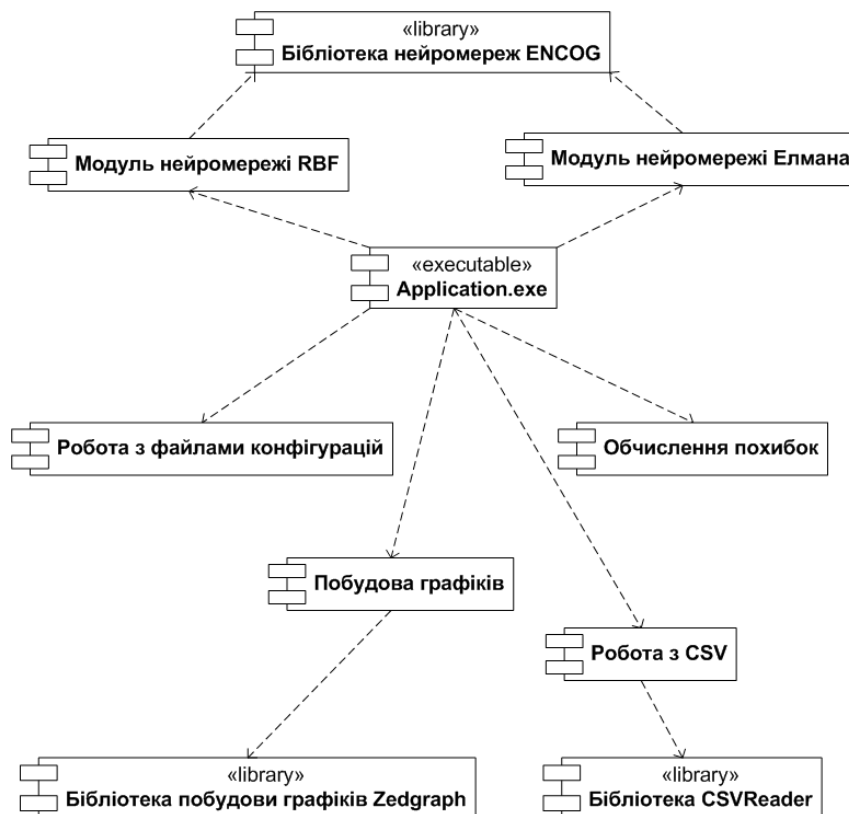 «library»
Бібліотека нейромереж ENCOG
Модуль нейромережі RBF
Модуль нейромережі Елмана
«executable»
Application.exe
Робота з файлами конфігурацій
Обчислення похибок
Побудова графіків
Робота з CSV
«library»
Бібліотека побудови графіків Zedgraph
«library»
Бібліотека CSVReader